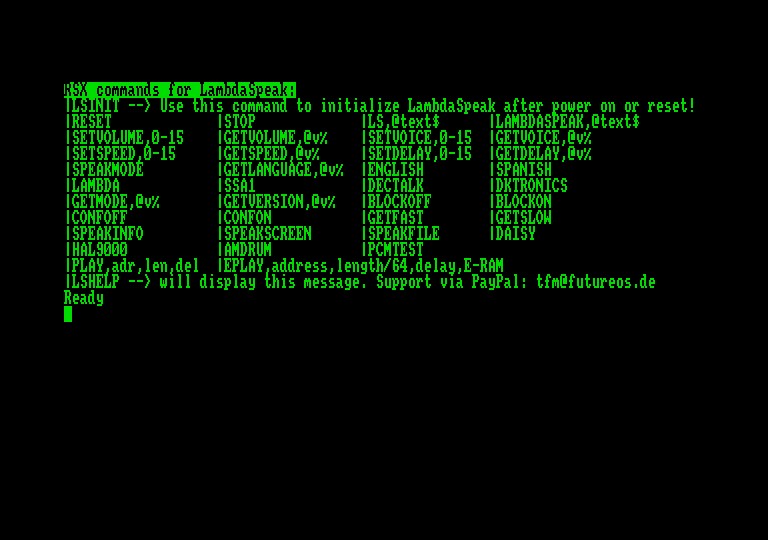 RSX commands for LambdaSpeak:
|LSINIT --> Use this command to initialize LambdaSpeak after power on or reset!
|RESET |STOP |LS,@text$ |LAMBDASPEAK,@text$
|SETVOLUME,0-15 |GETVOLUME,@v% |SETVOICE,0-15 |GETVOICE,@v%
|SETSPEED,0-15 |GETSPEED,@v% |SETDELAY,0-15 |GETDELAY,@v%
|SPEAKMODE |GETLANGUAGE,@v% |ENGLISH |SPANISH
|LAMBDA |SSA1 |DECTALK |DKTRONICS
|GETMODE,@v% |GETVERSION,@v% |BLOCKOFF |BLOCKON
|CONFOFF |CONFON |GETFAST |GETSLOW
|SPEAKINFO |SPEAKSCREEN |SPEAKFILE |DAISY
|HAL9000 |AMDRUM |PCMTEST
|PLAY,adr,len,del |EPLAY,address,length/64,delay,E-RAM
|LSHELP --> will display this message. Support via PayPal: tfm@futureos.de
Ready